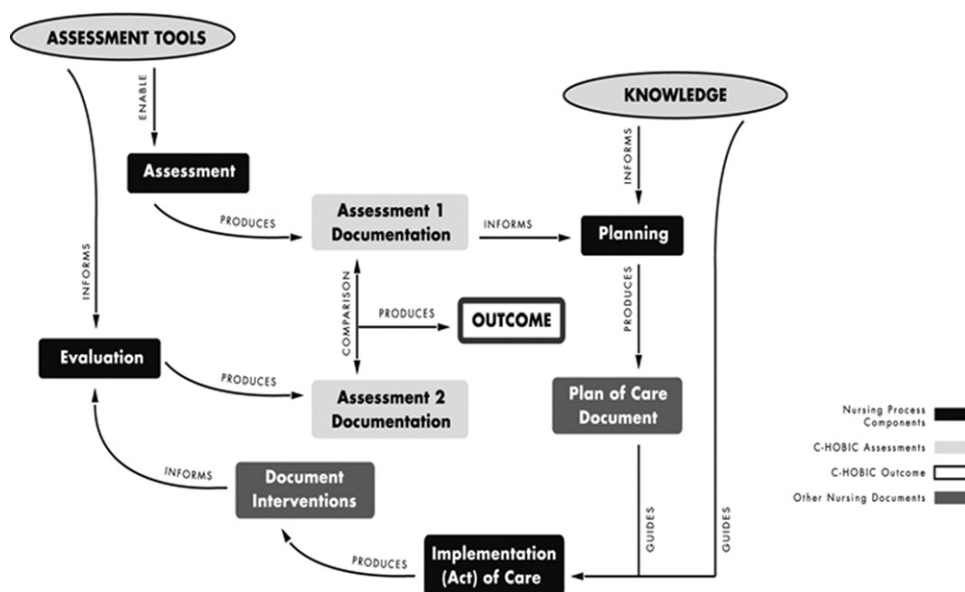 ASSESSMENT TOOLS
ENABLE
KNOWLEDGE
INFORMS
Assessment
PRODUCES
Assessment 1
Documentation
INFORMS
Planning
INFORMS
COMPARISON
PRODUCES
OUTCOME
PRODUCES
Evaluation
PRODUCES
Assessment 2
Documentation
Plan of Care
Document
INFORMS
Document
Interventions
GUIDES
GUIDES
PRODUCES
Implementation
(Act) of Care
Nursing Process
Components
C-HOBIC Assessments
C-HOBIC Outcome
Other Nursing Documents